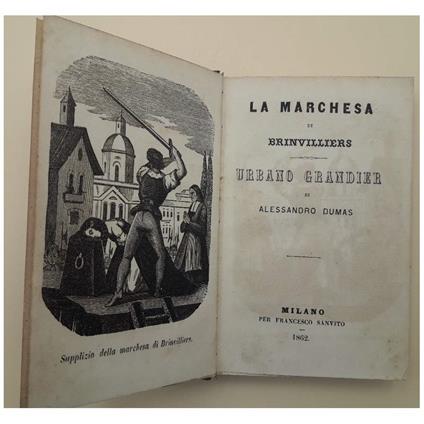 Supplizio della marchesa di Brinvilliers.
LA MARCHESA
DI
BRINVILLIERS
URBANO GRANDIER
DI
ALESSANDRO DUMAS
MILANO
PER FRANCESCO SANVITO
1862.